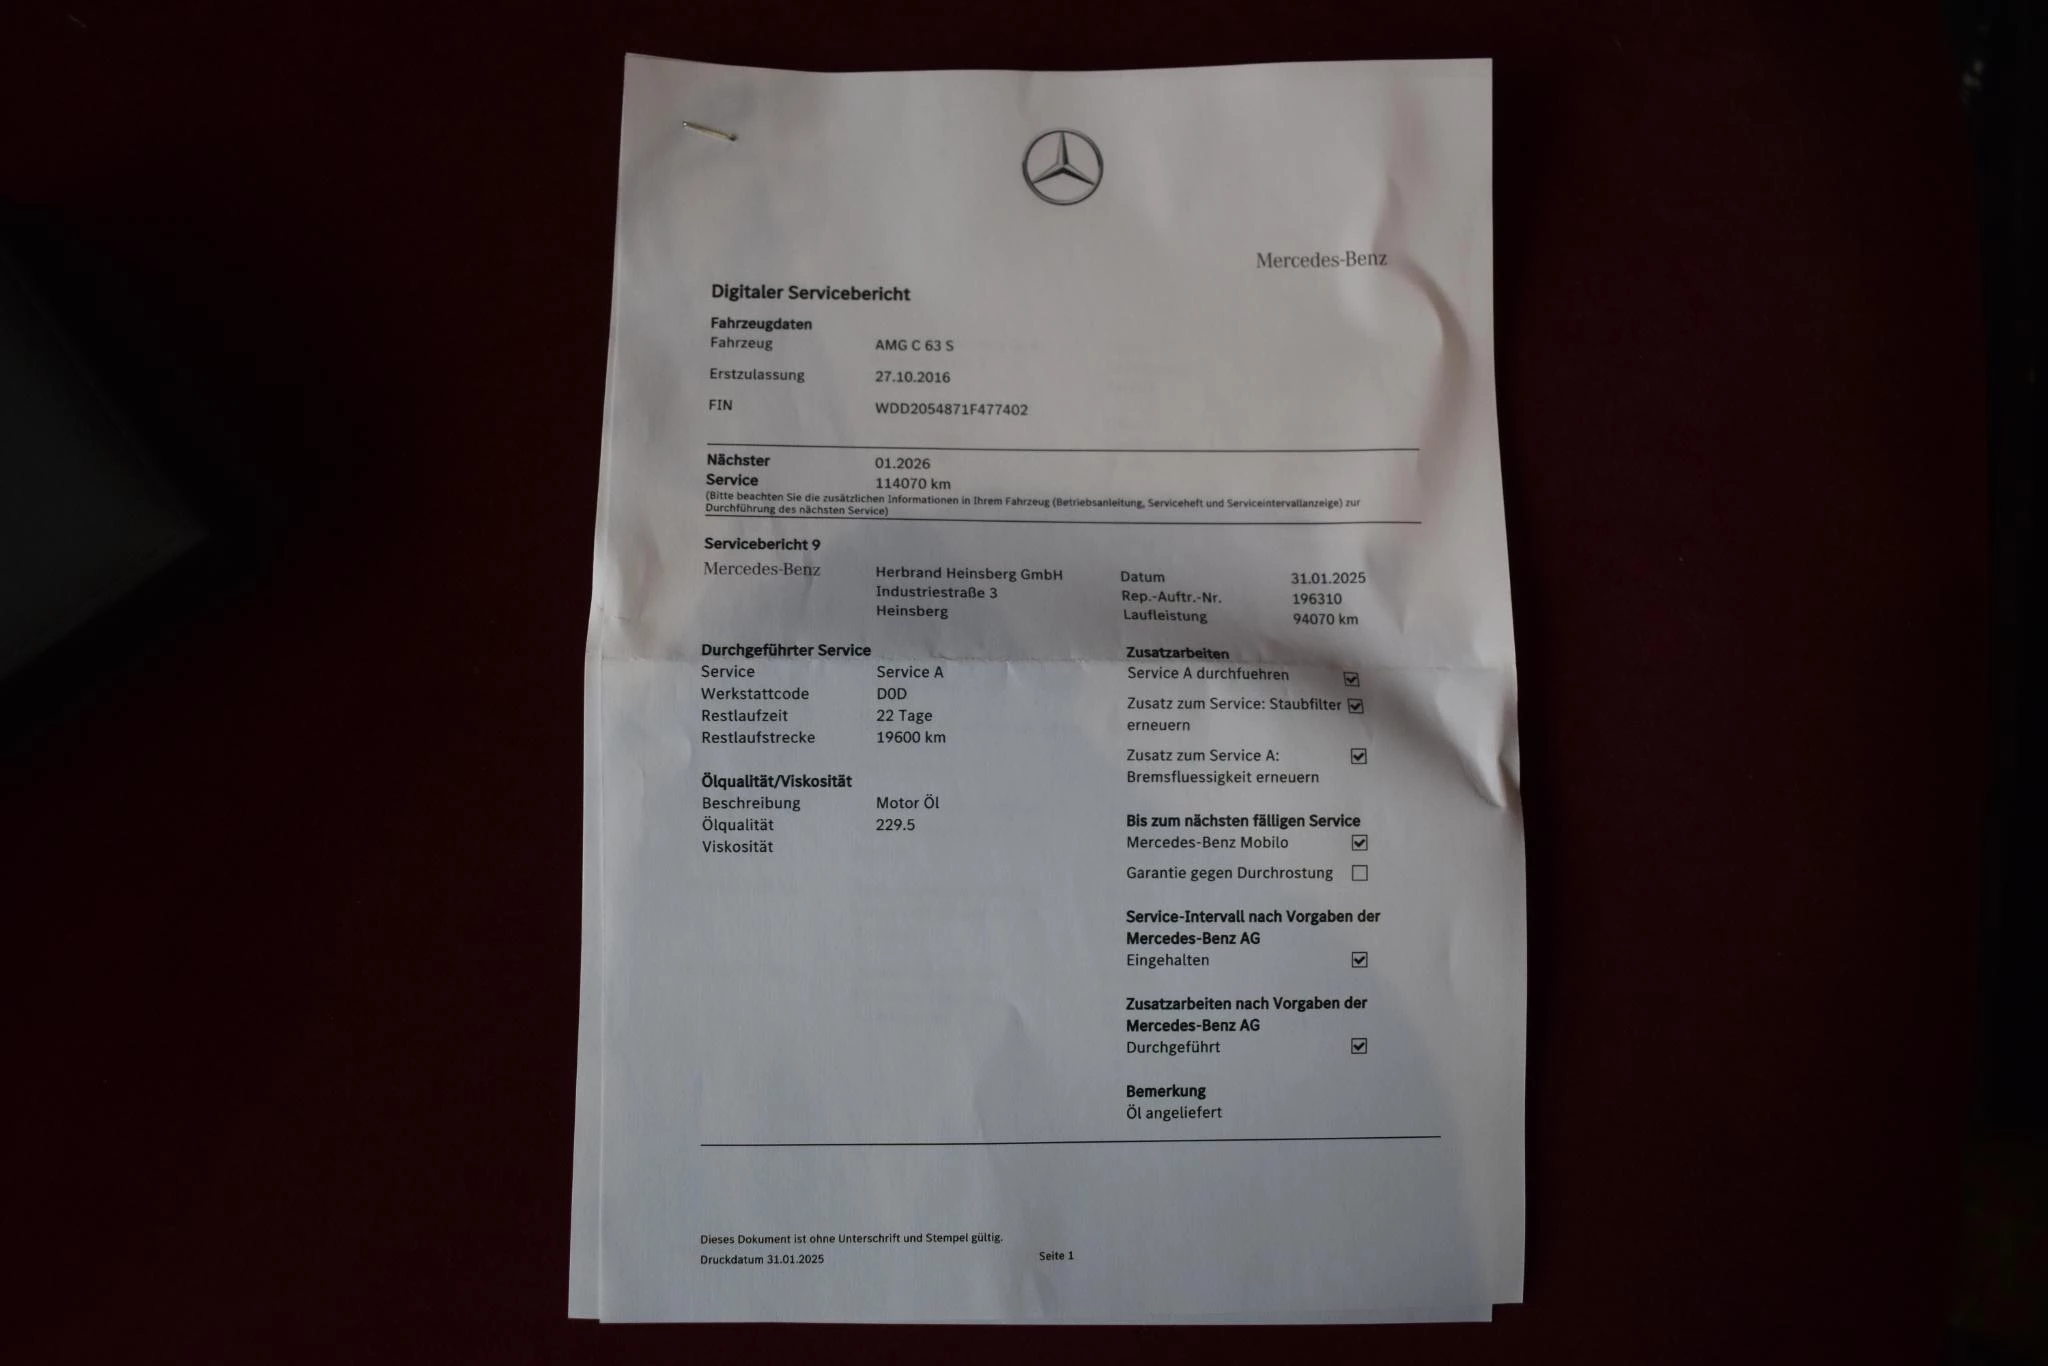 Mercedes-Benz
Digitaler Servicebericht
Fahrzeugdaten
Fahrzeug AMG C 63 S
Erstzulassung 27.10.2016
FIN WDD2054871F477402
Nächster 01.2026
Service 114070 km
(Bitte beachten Sie die zusätzlichen Informationen in Ihrem Fahrzeug (Betriebsanleitung, Serviceheft und Serviceintervallanzeige) zur
Durchführung des nächsten Service)
Servicebericht 9
Mercedes-Benz Herbrand Heinsberg GmbH Datum 31.01.2025
Industriestraße 3 Rep.-Auftr.-Nr. 196310
Heinsberg Laufleistung 94070 km
Durchgeführter Service
Service Service A
Werkstattcode D0D
Restlaufzeit 22 Tage
Restlaufstrecke 19600 km
Ölqualität/Viskosität
Beschreibung Motor Öl
Ölqualität 229.5
Viskosität
Zusatzarbeiten
Service A durchfuehren
Zusatz zum Service: Staubfilter
erneuern
Zusatz zum Service A:
Bremsfluessigkeit erneuern
Bis zum nächsten fälligen Service
Mercedes-Benz Mobilo
Garantie gegen Durchrostung
Service-Intervall nach Vorgaben der
Mercedes-Benz AG
Eingehalten
Zusatzarbeiten nach Vorgaben der
Mercedes-Benz AG
Durchgeführt
Bemerkung
Öl angeliefert
Dieses Dokument ist ohne Unterschrift und Stempel gültig.
Druckdatum 31.01.2025 Seite 1